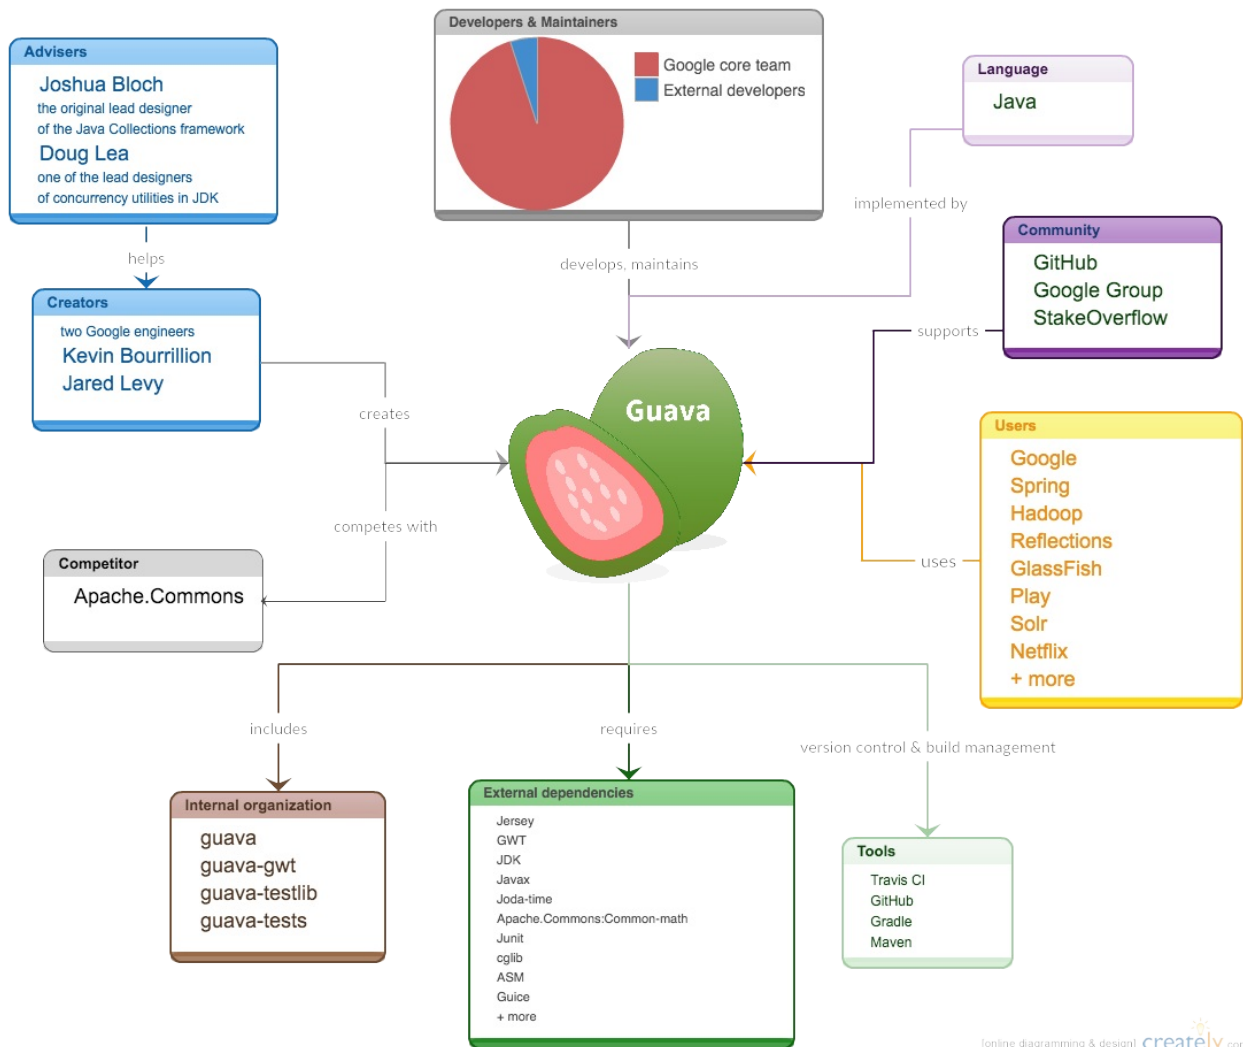 Developers & Maintainers
Google core team
External developers
Advisers
Joshua Bloch
the original lead designer
of the Java Collections framework
Doug Lea
one of the lead designers
of concurrency utilities in JDK
Language
Java
implemented by
helps
develops, maintains
Community
GitHub
Google Group
StakeOverflow
supports
Creators
two Google engineers
Kevin Bourrillion
Jared Levy
creates
Guava
Users
Google
Spring
Hadoop
Reflections
GlassFish
Play
Solr
Netflix
+ more
uses
competes with
Competitor
Apache.Commons
includes
requires
version control & build management
Internal organization
guava
guava-gwt
guava-testlib
guava-tests
External dependencies
Jersey
GWT
JDK
Javax
Joda-time
Apache.Commons:Common-math
Junit
cglib
ASM
Guice
+ more
Tools
Travis CI
GitHub
Gradle
Maven
[online diagramming & design] creately.com